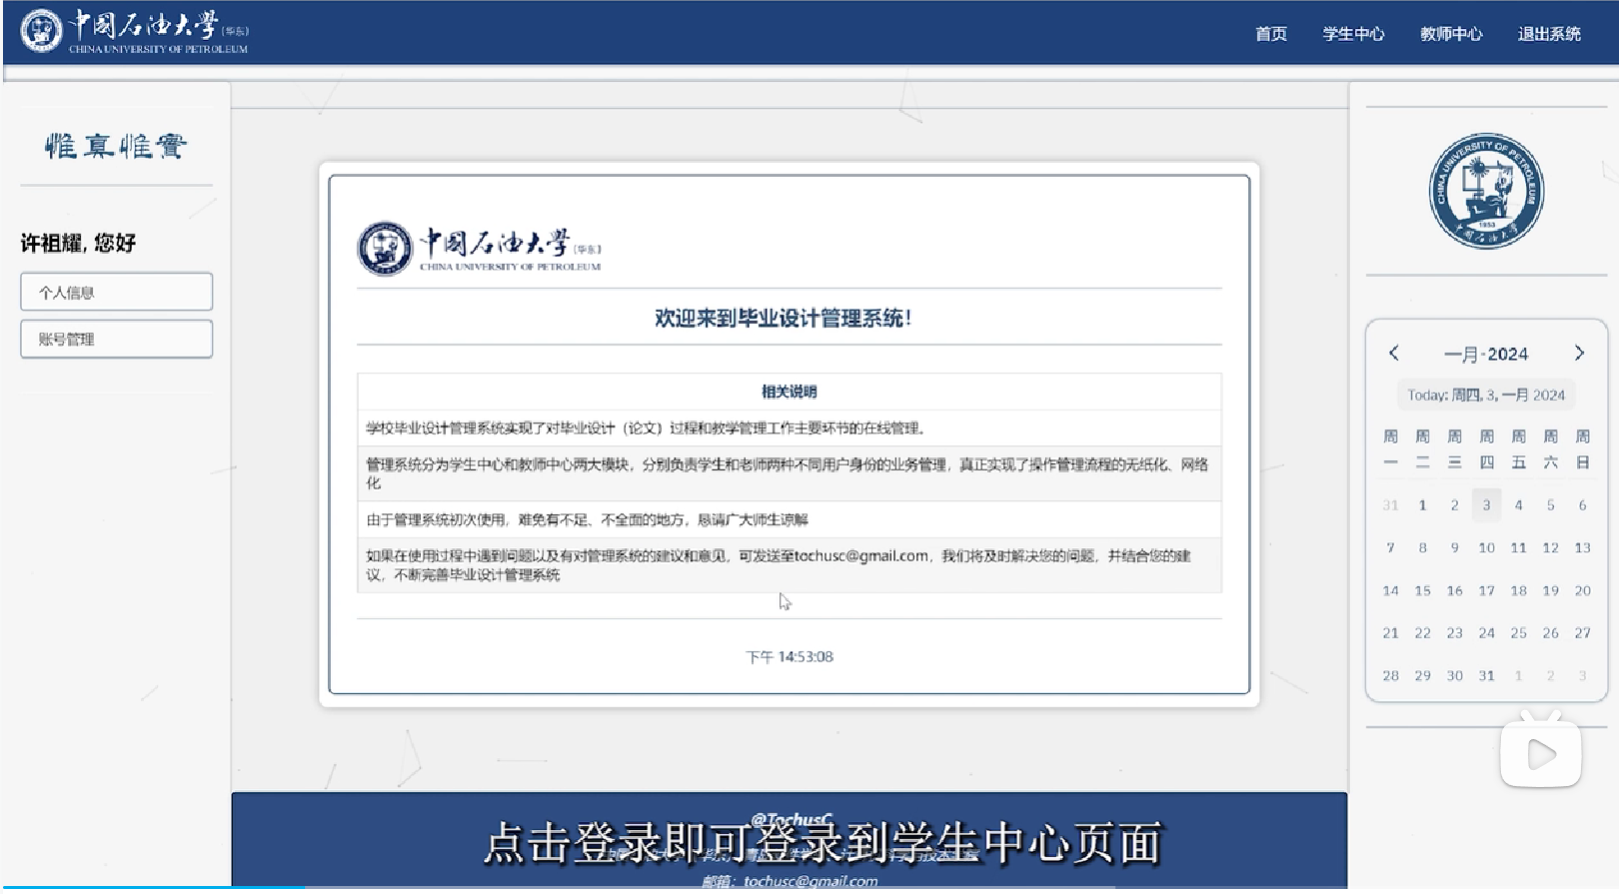 中国石油大学(华东)
CHINA UNIVERSITY OF PETROLEUM
首页 学生中心 教师中心 退出系统
惟真惟实
许祖耀, 您好
个人信息
账号管理
中国石油大学(华东)
CHINA UNIVERSITY OF PETROLEUM
欢迎来到毕业设计管理系统!
相关说明
学校毕业设计管理系统实现了对毕业设计（论文）过程和教学管理工作主要环节的在线管理。
管理系统分为学生中心和教师中心两大模块，分别负责学生和老师两种不同用户身份的业务管理，真正实现了操作管理流程的无纸化、网络
化
由于管理系统初次使用，难免有不足、不全面的地方，恳请广大师生谅解
如果在使用过程中遇到问题以及有对管理系统的建议和意见，可发送至tochusc@gmail.com，我们将及时解决您的问题，并结合您的建
议，不断完善毕业设计管理系统
下午 14:53:08
CHINA UNIVERSITY OF PETROLEUM
1953
中国石油大学
一月-2024
Today: 周四, 3, 一月 2024
周 周 周 周 周 周 周
一 二 三 四 五 六 日
31 1 2 3 4 5 6
7 8 9 10 11 12 13
14 15 16 17 18 19 20
21 22 23 24 25 26 27
28 29 30 31 1 2 3
@TochusC
点击登录即可登录到学生中心页面
邮箱：tochusc@gmail.com